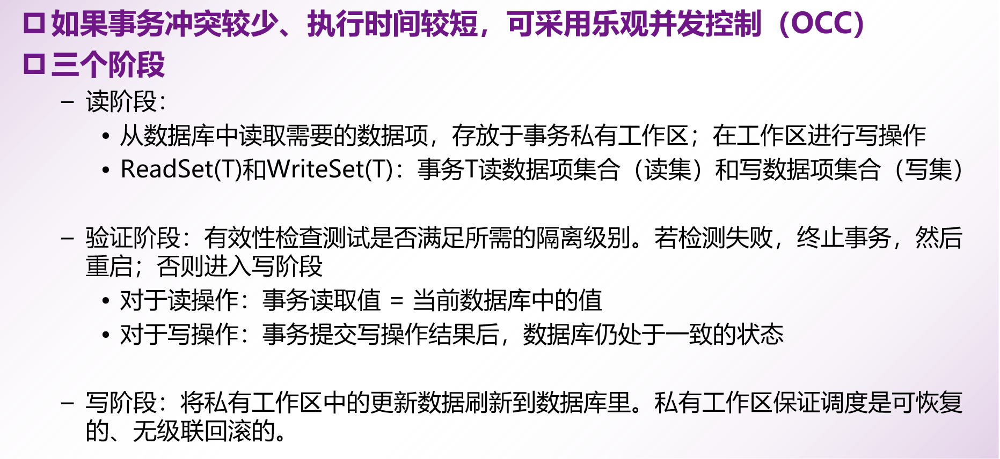 如果事务冲突较少、执行时间较短，可采用乐观并发控制（OCC）
三个阶段
– 读阶段：
• 从数据库中读取需要的数据项，存放于事务私有工作区；在工作区进行写操作
• ReadSet(T)和WriteSet(T)：事务T读数据项集合（读集）和写数据项集合（写集）
– 验证阶段：有效性检查测试是否满足所需的隔离级别。若检测失败，终止事务，然后
重启；否则进入写阶段
• 对于读操作：事务读取值 = 当前数据库中的值
• 对于写操作：事务提交写操作结果后，数据库仍处于一致的状态
– 写阶段：将私有工作区中的更新数据刷新到数据库里。私有工作区保证调度是可恢复
的、无级联回滚的。